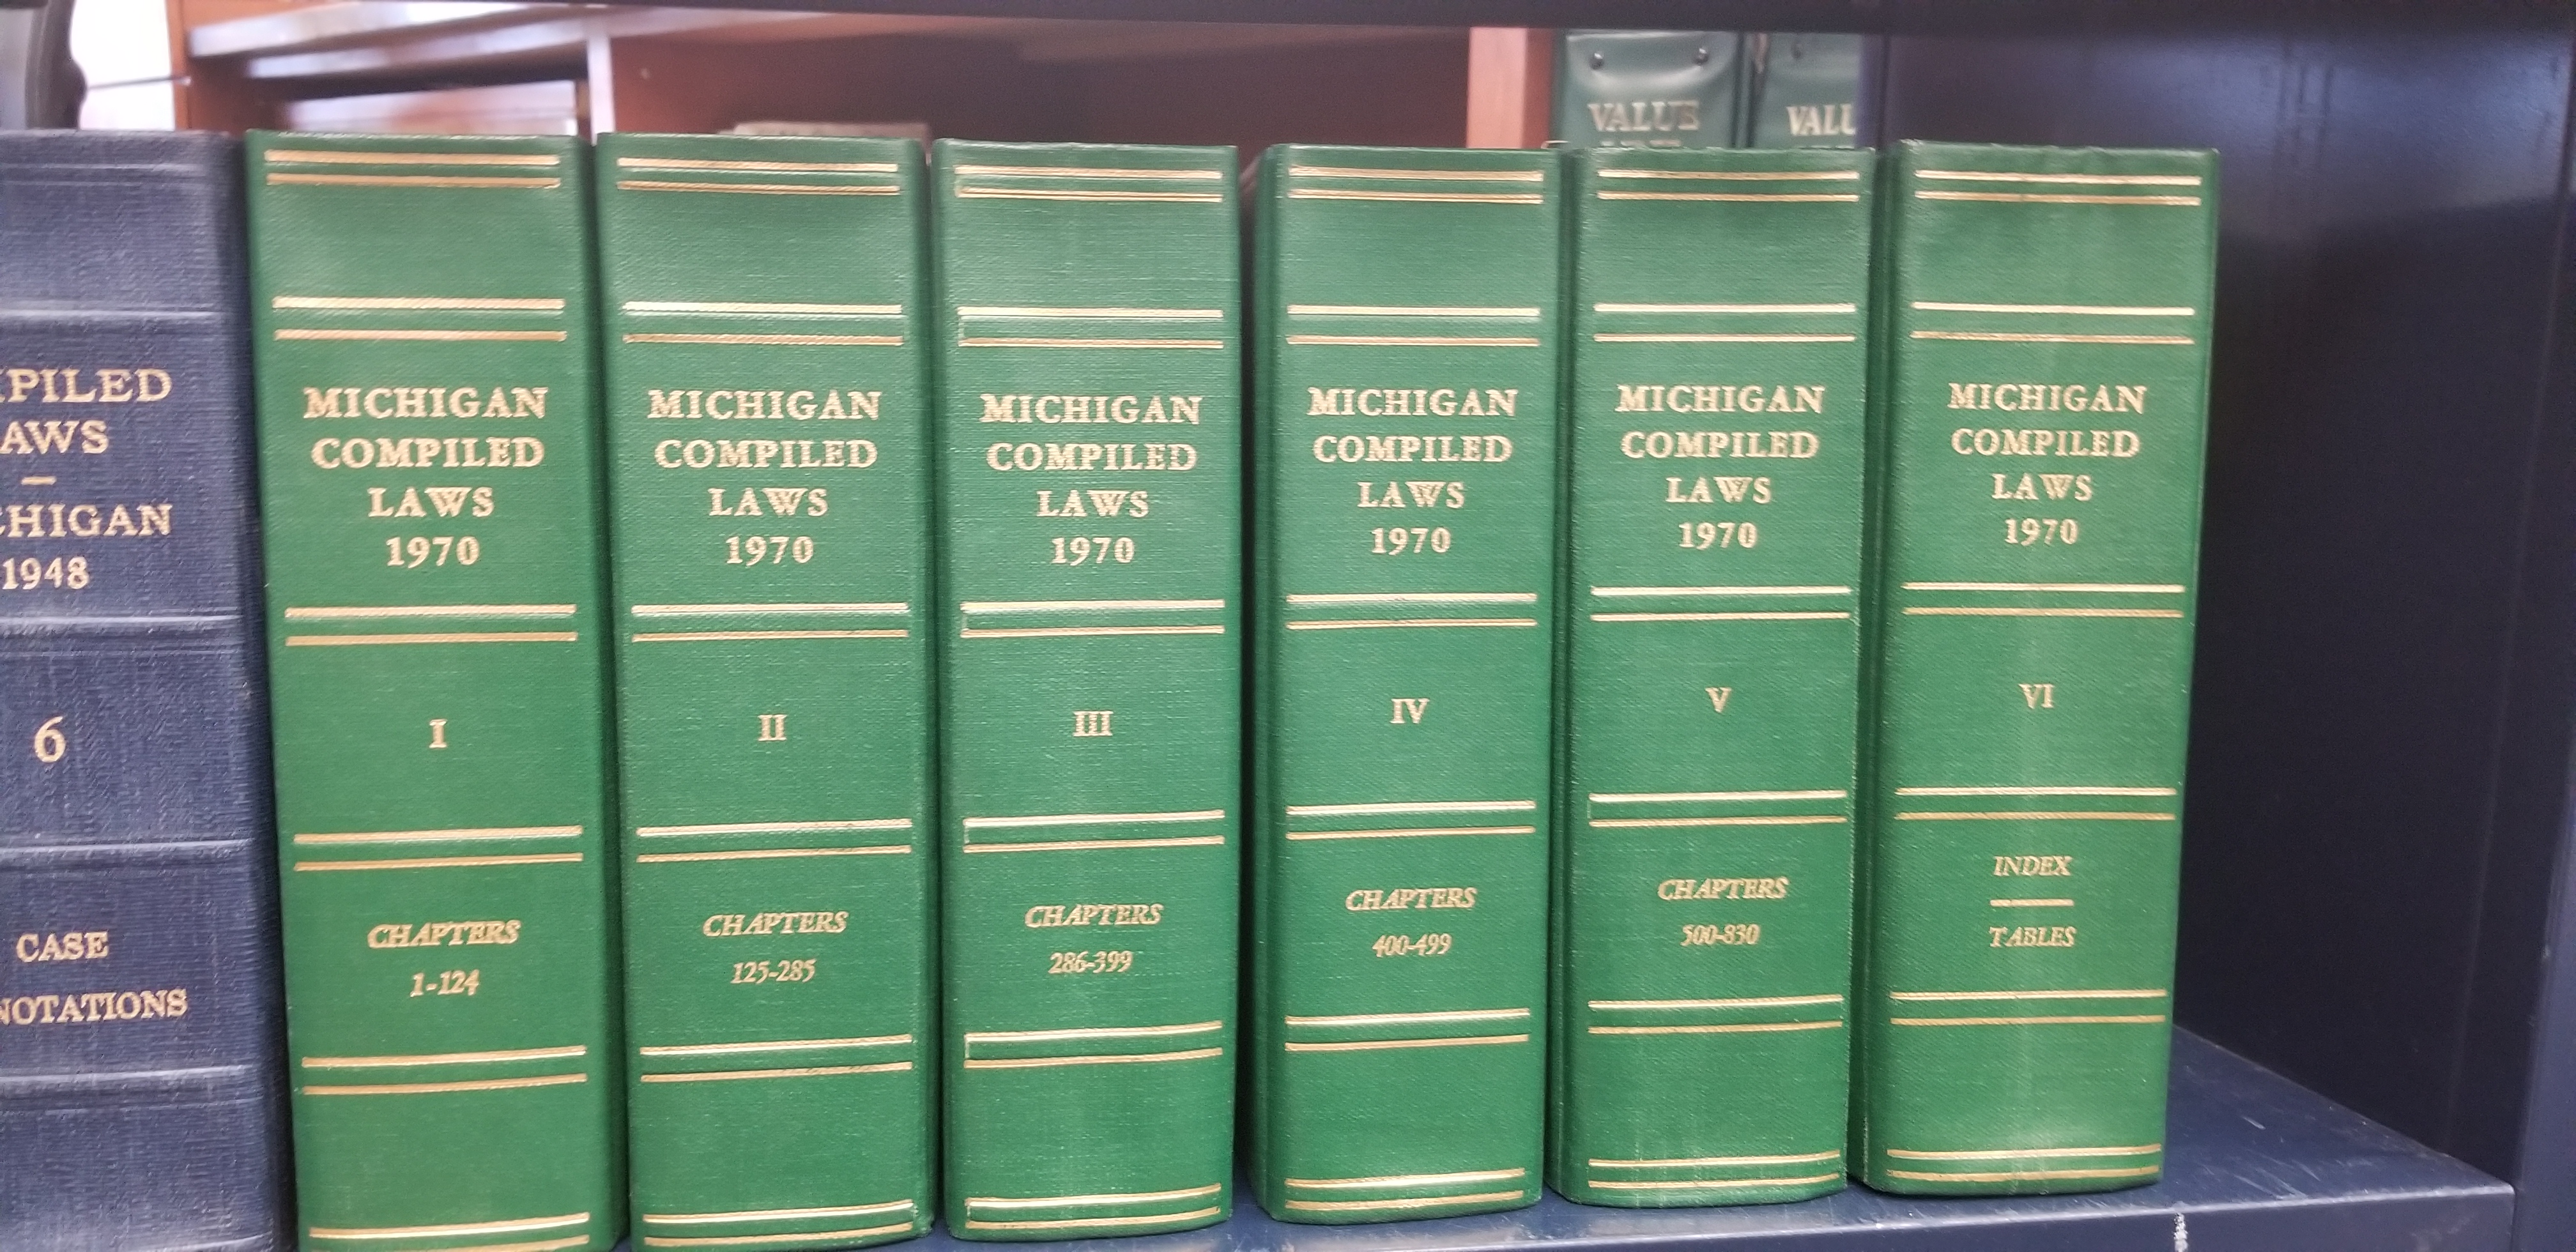 VALUE
AWS
CHIGAN
1948
6
CASE
NOTATIONS
MICHIGAN
COMPILED
LAWS
1970
I
CHAPTERS
1-124
MICHIGAN
COMPILED
LAWS
1970
II
CHAPTERS
125-285
MICHIGAN
COMPILED
LAWS
1970
III
CHAPTERS
286-399
MICHIGAN
COMPILED
LAWS
1970
IV
CHAPTERS
400-499
MICHIGAN
COMPILED
LAWS
1970
V
CHAPTERS
500-830
MICHIGAN
COMPILED
LAWS
1970
VI
INDEX
TABLES